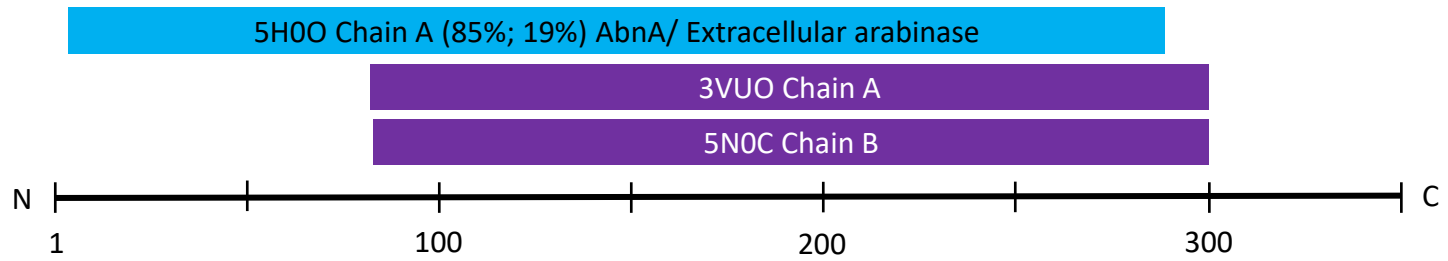 5H0O Chain A (85%; 19%) AbnA/ Extracellular arabinase
3VUO Chain A
5N0C Chain B
N C
1 100 200 300